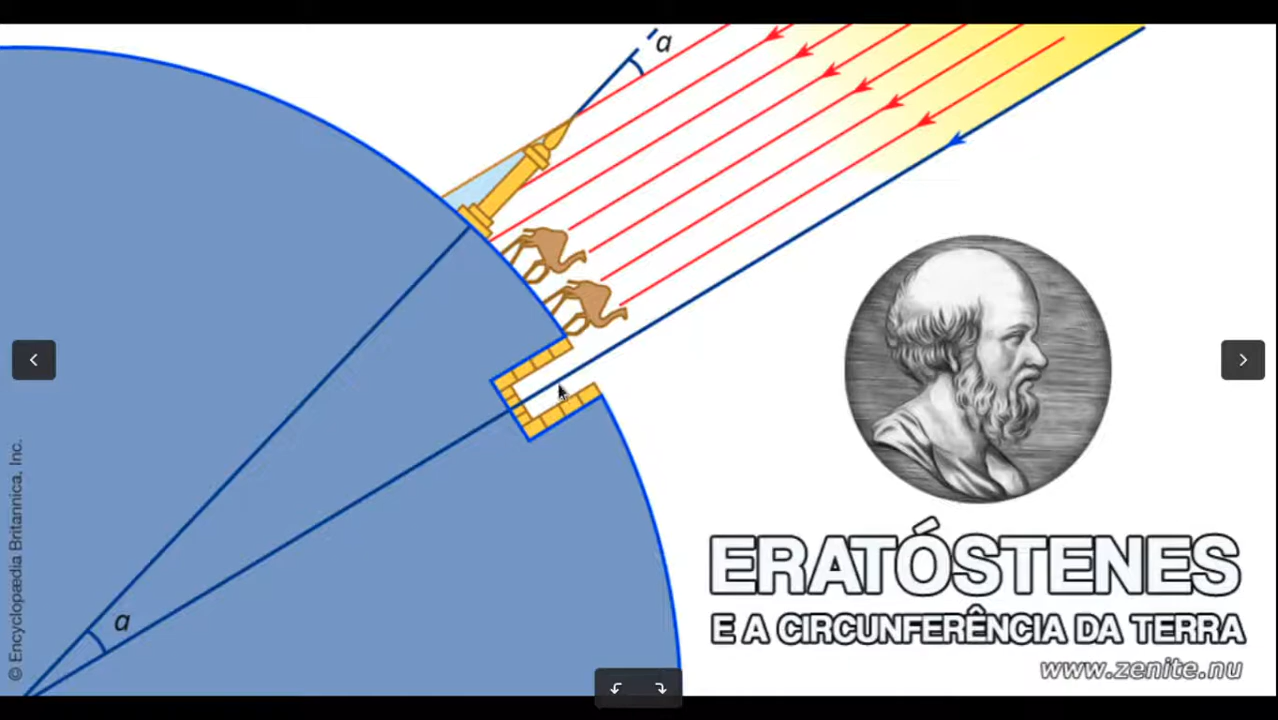 α
α
© Encyclopædia Britannica, Inc.
ERATÓSTENES
E A CIRCUNFERÊNCIA DA TERRA
www.zenite.nu